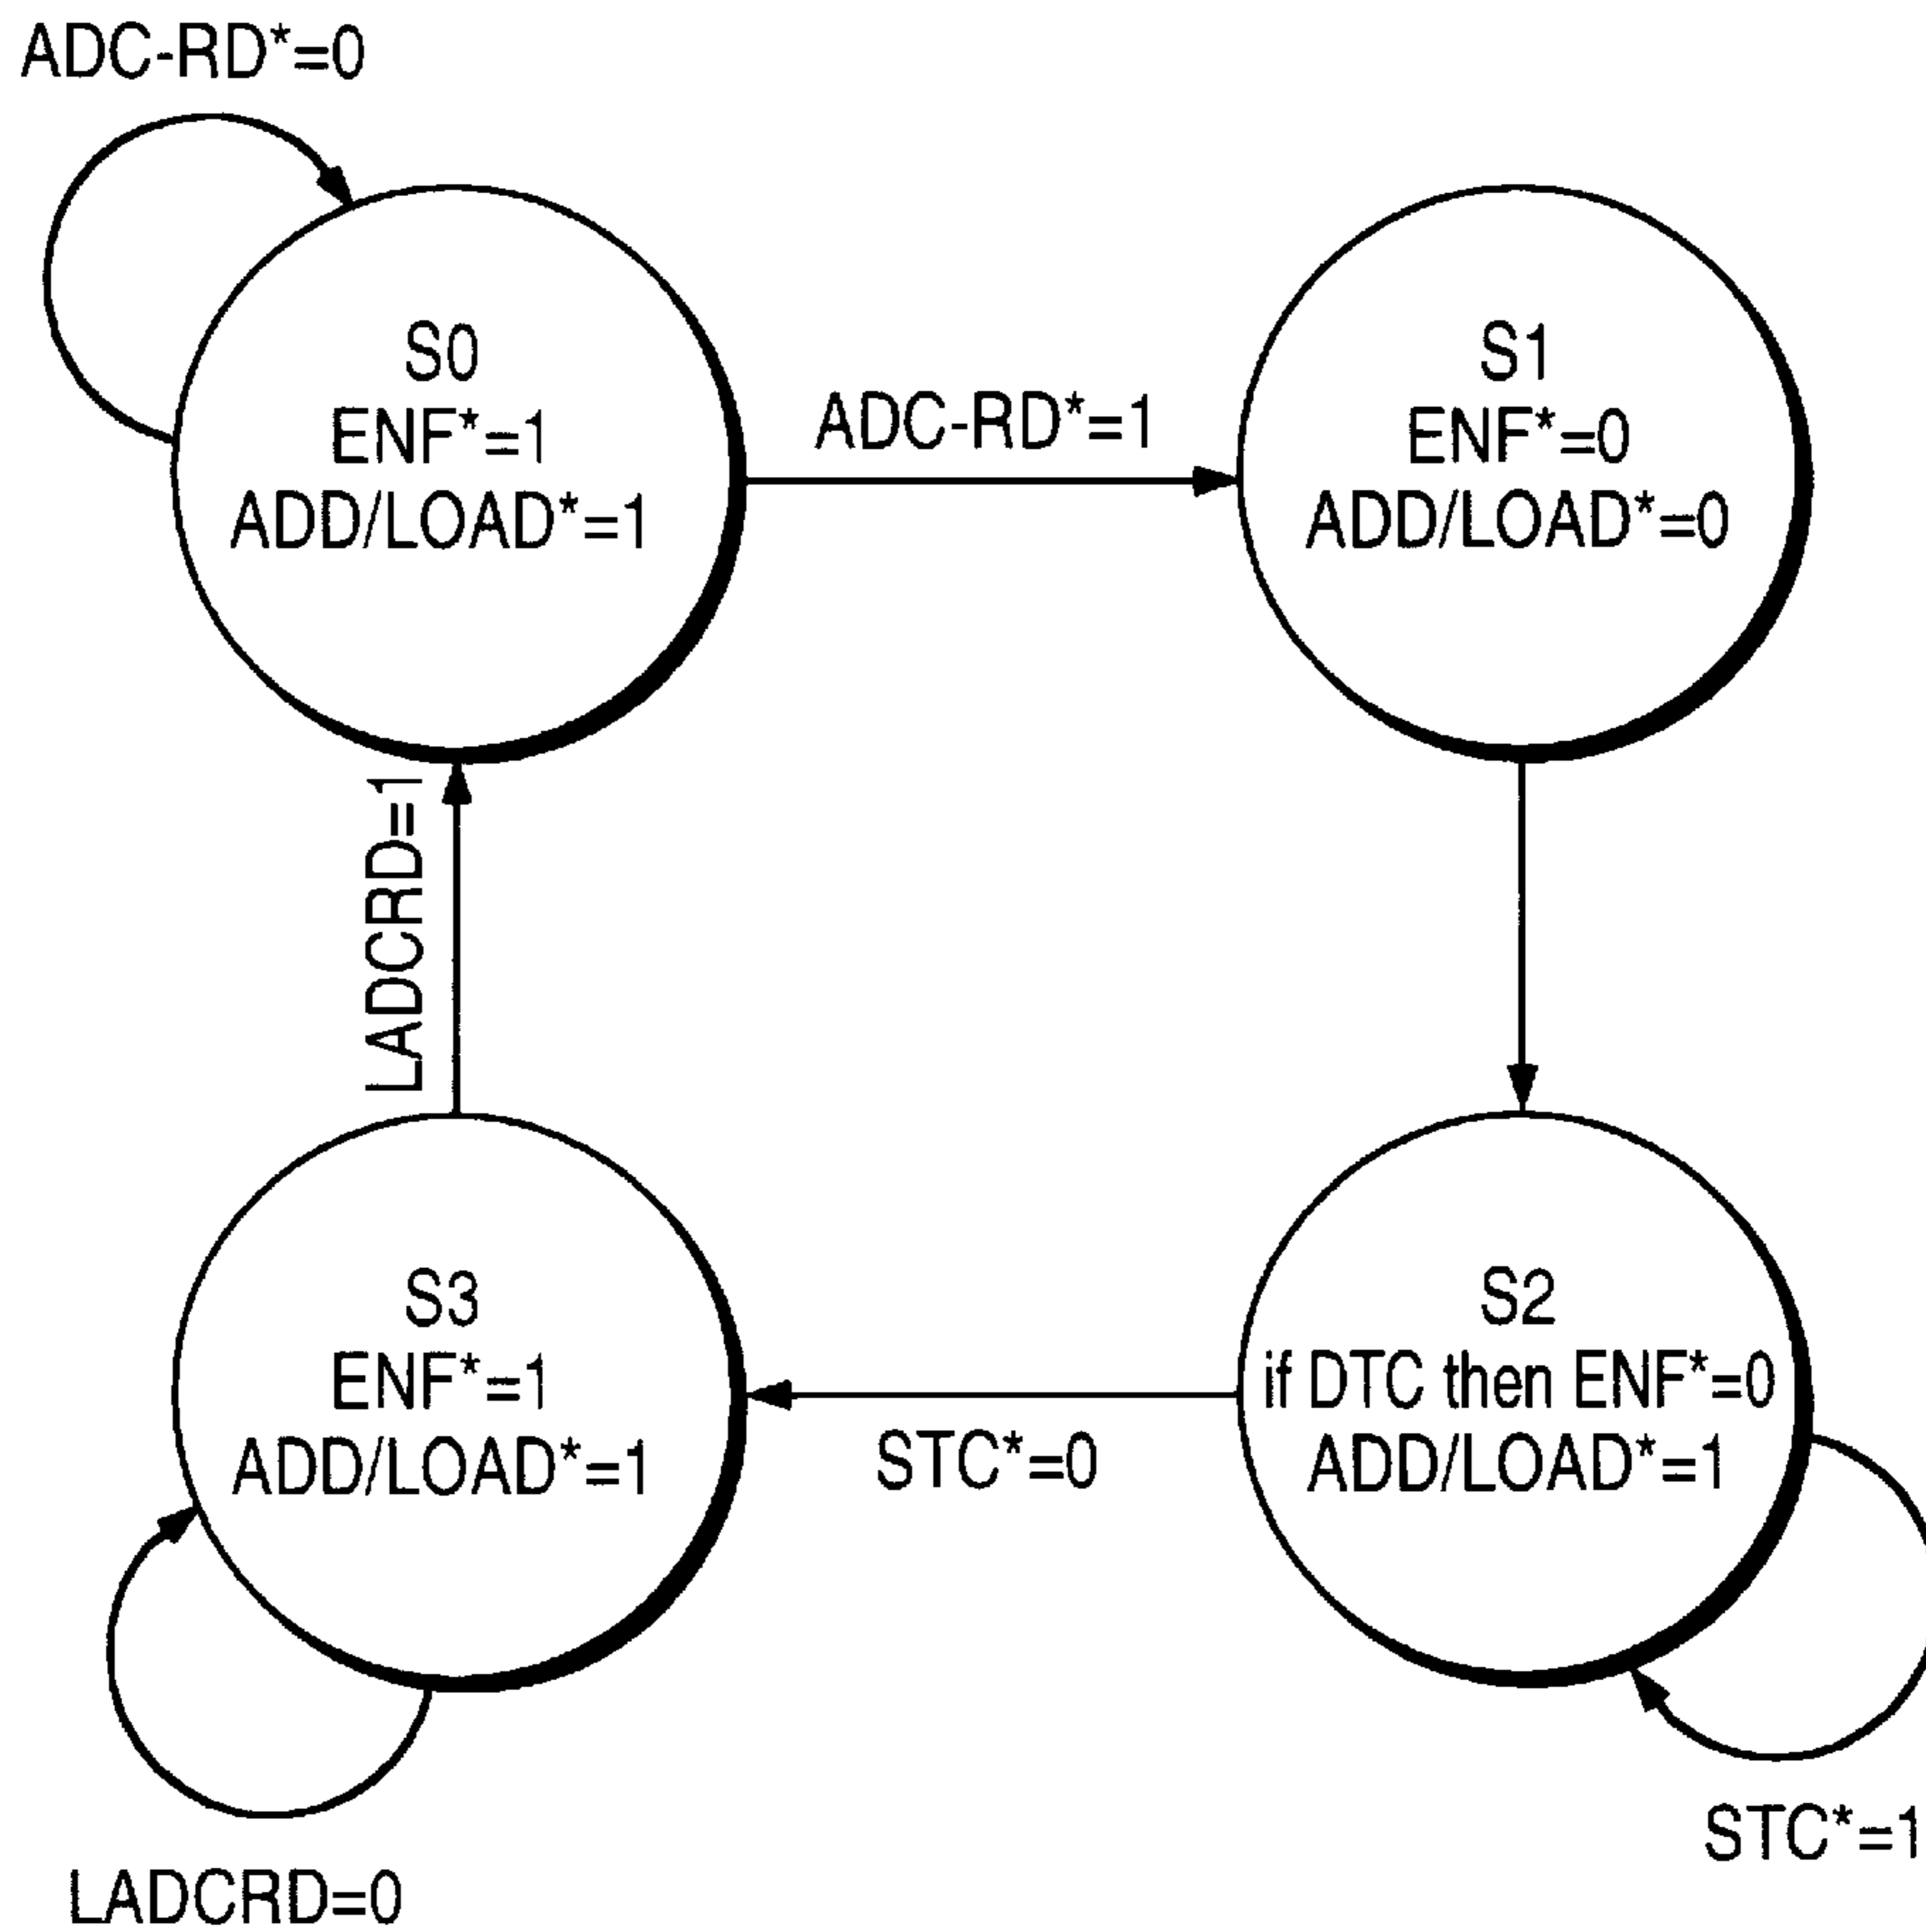 ADC-RD*=0
S0
ENF*=1
ADD/LOAD*=1
ADC-RD*=1
S1
ENF*=0
ADD/LOAD*=0
LADCRD=1
S3
ENF*=1
ADD/LOAD*=1
STC*=0
S2
if DTC then ENF*=0
ADD/LOAD*=1
STC*=1
LADCRD=0